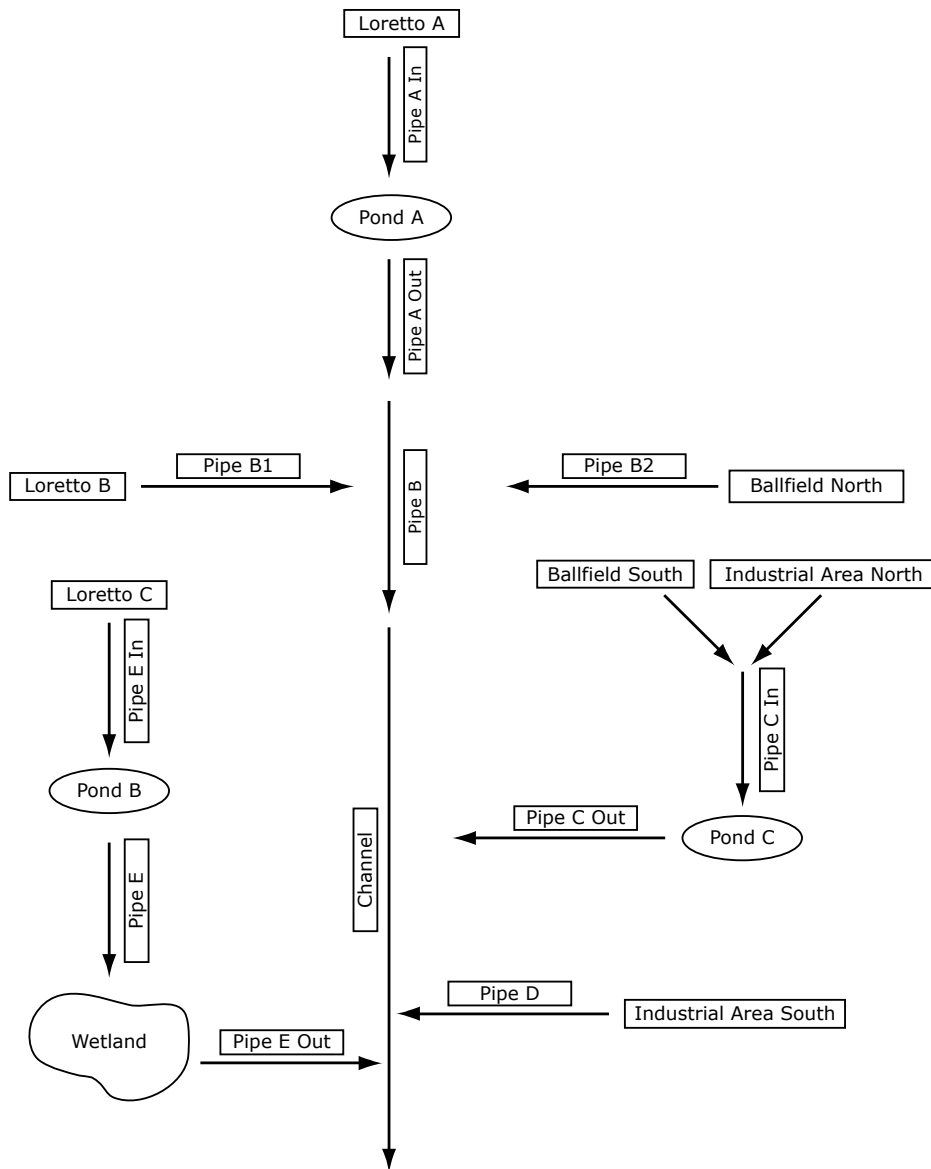 Loretto A
Pipe A In
Pond A
Pipe A Out
Pipe B1
Pipe B2
Loretto B
Pipe B
Ballfield North
Ballfield South
Industrial Area North
Loretto C
Pipe E In
Pipe C In
Pond B
Pipe C Out
Pond C
Channel
Pipe E
Pipe D
Industrial Area South
Wetland
Pipe E Out